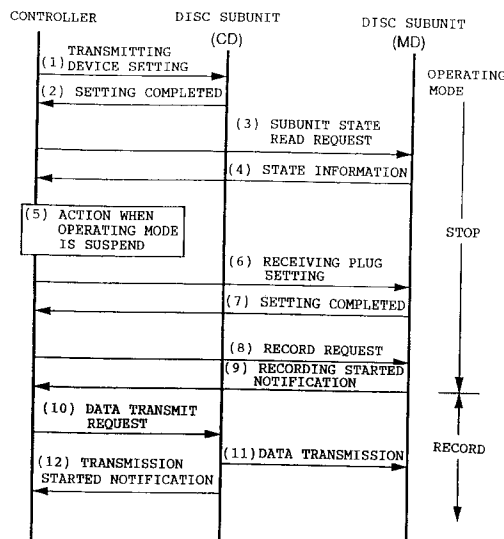 CONTROLLER
DISC SUBUNIT
(CD)
DISC SUBUNIT
(MD)
OPERATING
MODE
TRANSMITTING
(1) DEVICE SETTING
(2) SETTING COMPLETED
(3) SUBUNIT STATE
READ REQUEST
(4) STATE INFORMATION
(5) ACTION WHEN
OPERATING MODE
IS SUSPEND
STOP
(6) RECEIVING PLUG
SETTING
(7) SETTING COMPLETED
(8) RECORD REQUEST
(9) RECORDING STARTED
NOTIFICATION
(10) DATA TRANSMIT
REQUEST
(11) DATA TRANSMISSION
RECORD
(12) TRANSMISSION
STARTED NOTIFICATION